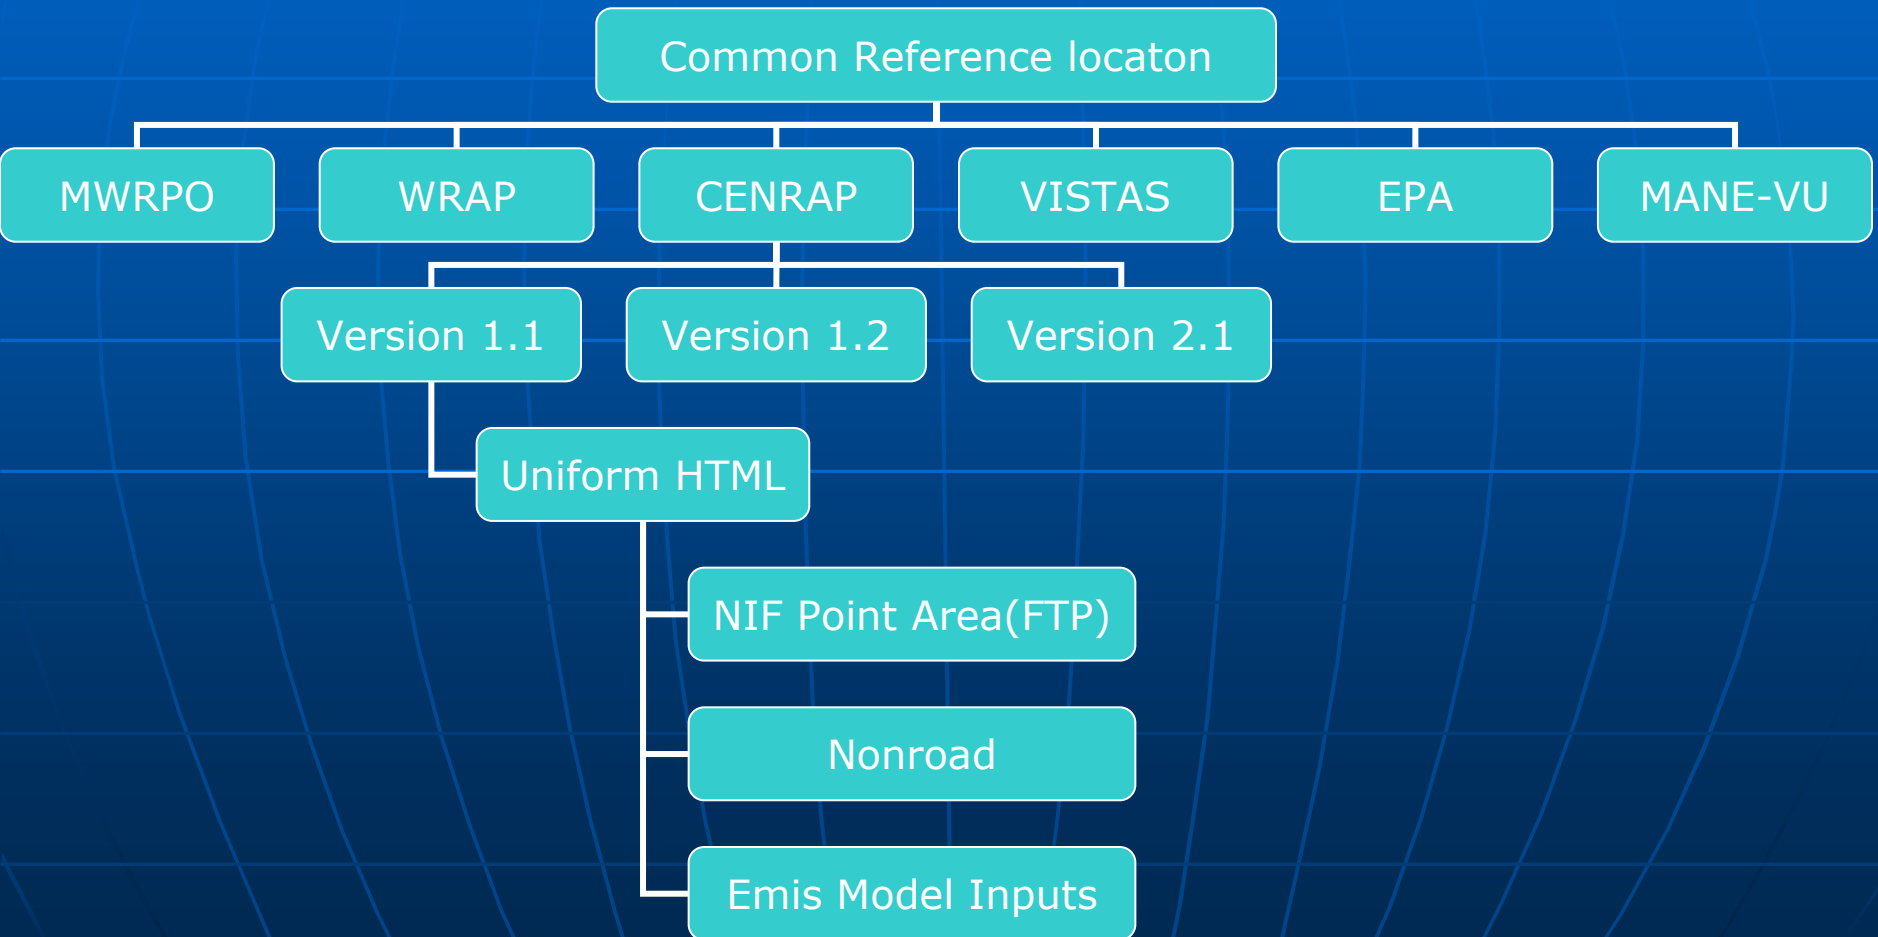 Common Reference locaton
MWRPO
WRAP
CENRAP
VISTAS
EPA
MANE-VU
Version 1.1
Version 1.2
Version 2.1
Uniform HTML
NIF Point Area(FTP)
Nonroad
Emis Model Inputs